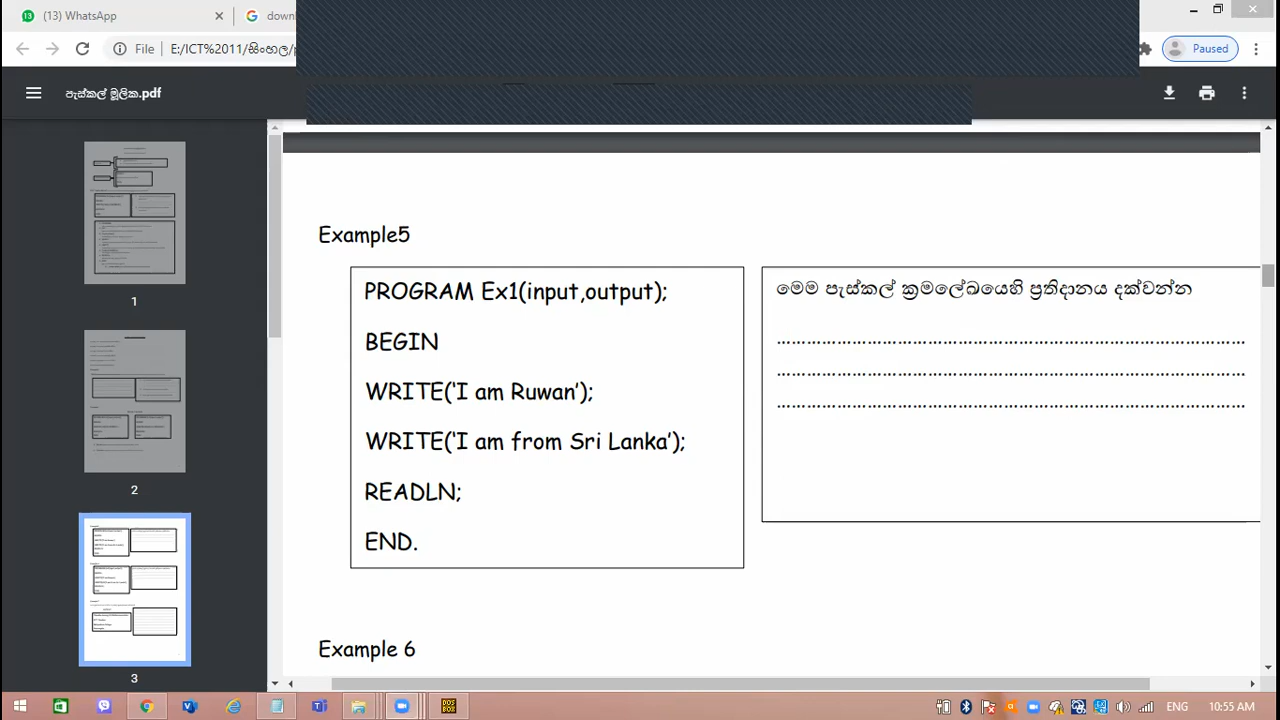 (13) WhatsApp
downl
File
E:/ICT%2011/සිංහල/
Paused
පැස්කල් මූලික.pdf
1
2
3
Example5
PROGRAM Ex1(input,output);
BEGIN
WRITE('I am Ruwan');
WRITE('I am from Sri Lanka');
READLN;
END.
මෙම පැස්කල් ක්‍රමලේඛයෙහි ප්‍රතිදානය දක්වන්න
Example 6
ENG
10:55 AM